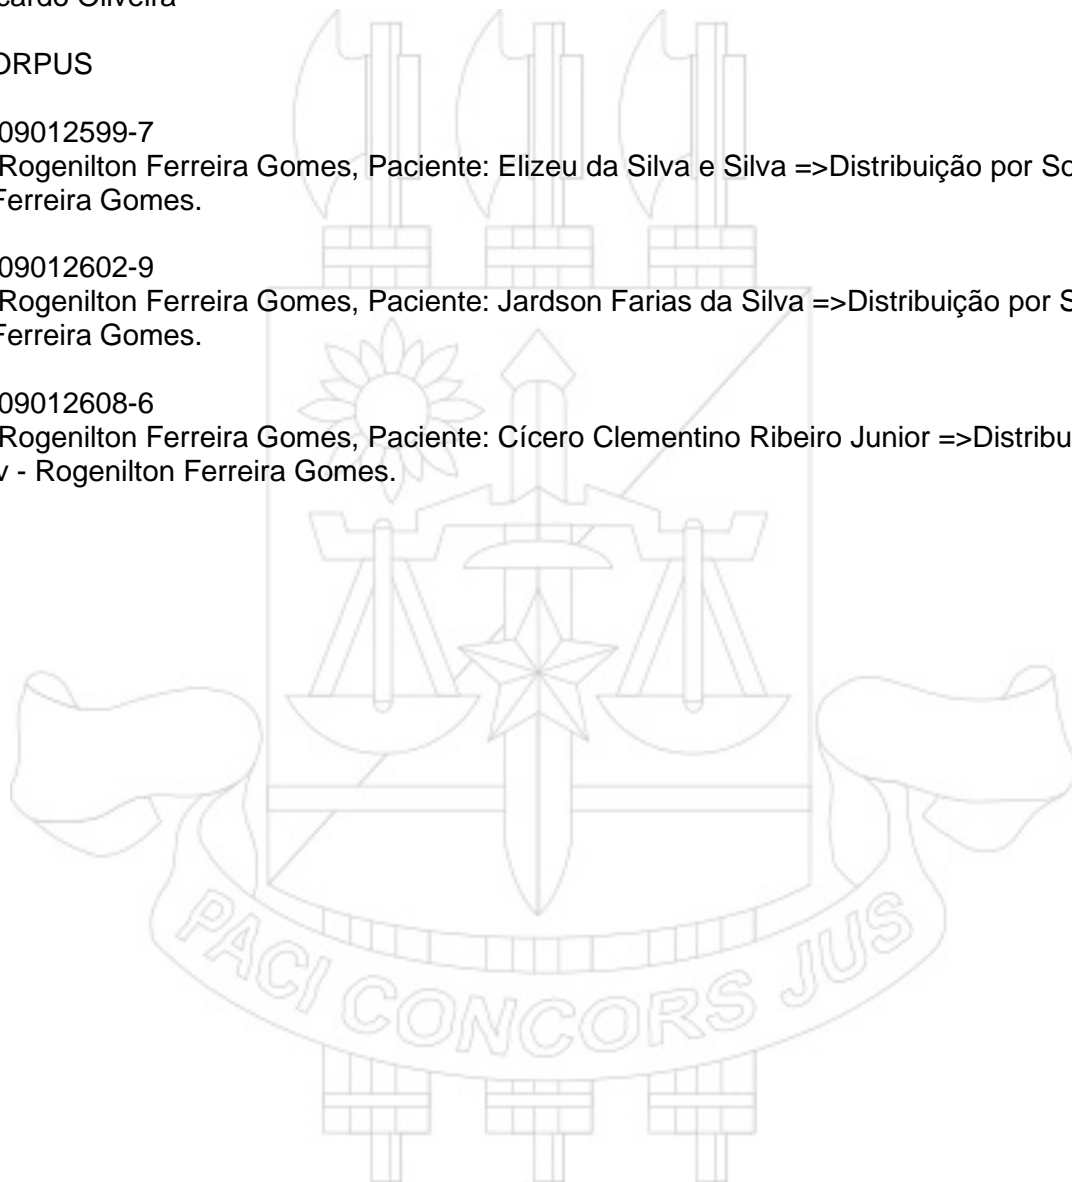 cardo Oliveira
ORPUS
09012599-7
Rogenilton Ferreira Gomes, Paciente: Elizeu da Silva e Silva =>Distribuição por So
Ferreira Gomes.
09012602-9
Rogenilton Ferreira Gomes, Paciente: Jardson Farias da Silva =>Distribuição por S
Ferreira Gomes.
09012608-6
Rogenilton Ferreira Gomes, Paciente: Cícero Clementino Ribeiro Junior =>Distribu
v - Rogenilton Ferreira Gomes.
PACI CONCORS JUS